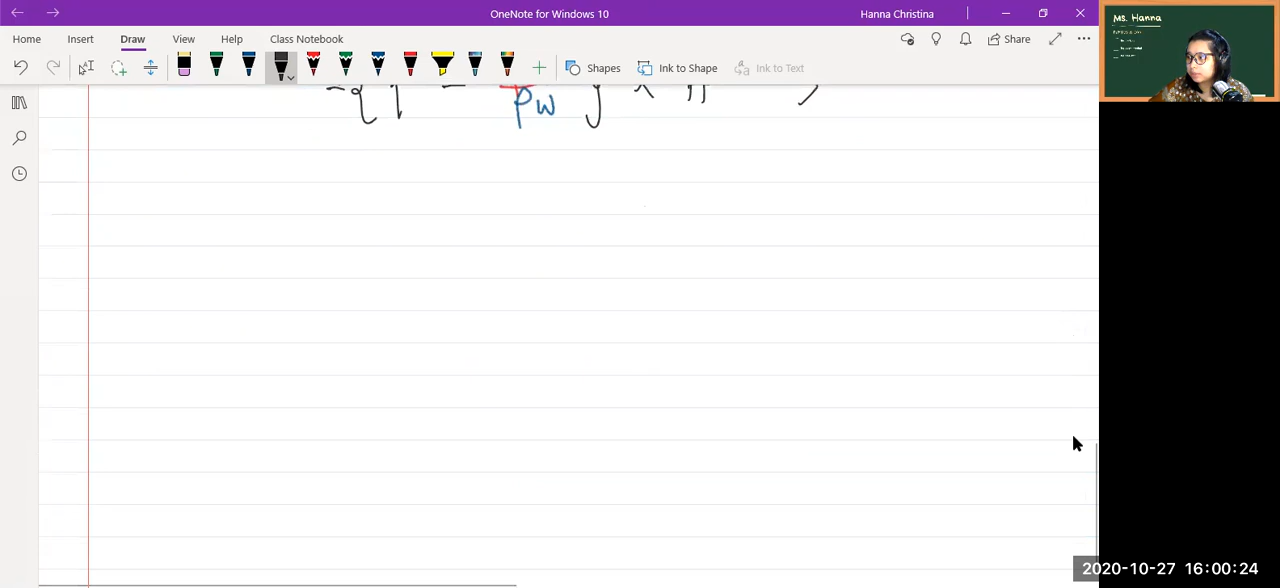 OneNote for Windows 10
Hanna Christina
Home Insert Draw View Help Class Notebook
Share
Shapes Ink to Shape Ink to Text
Ms. Hanna
pw
2020-10-27 16:00:24